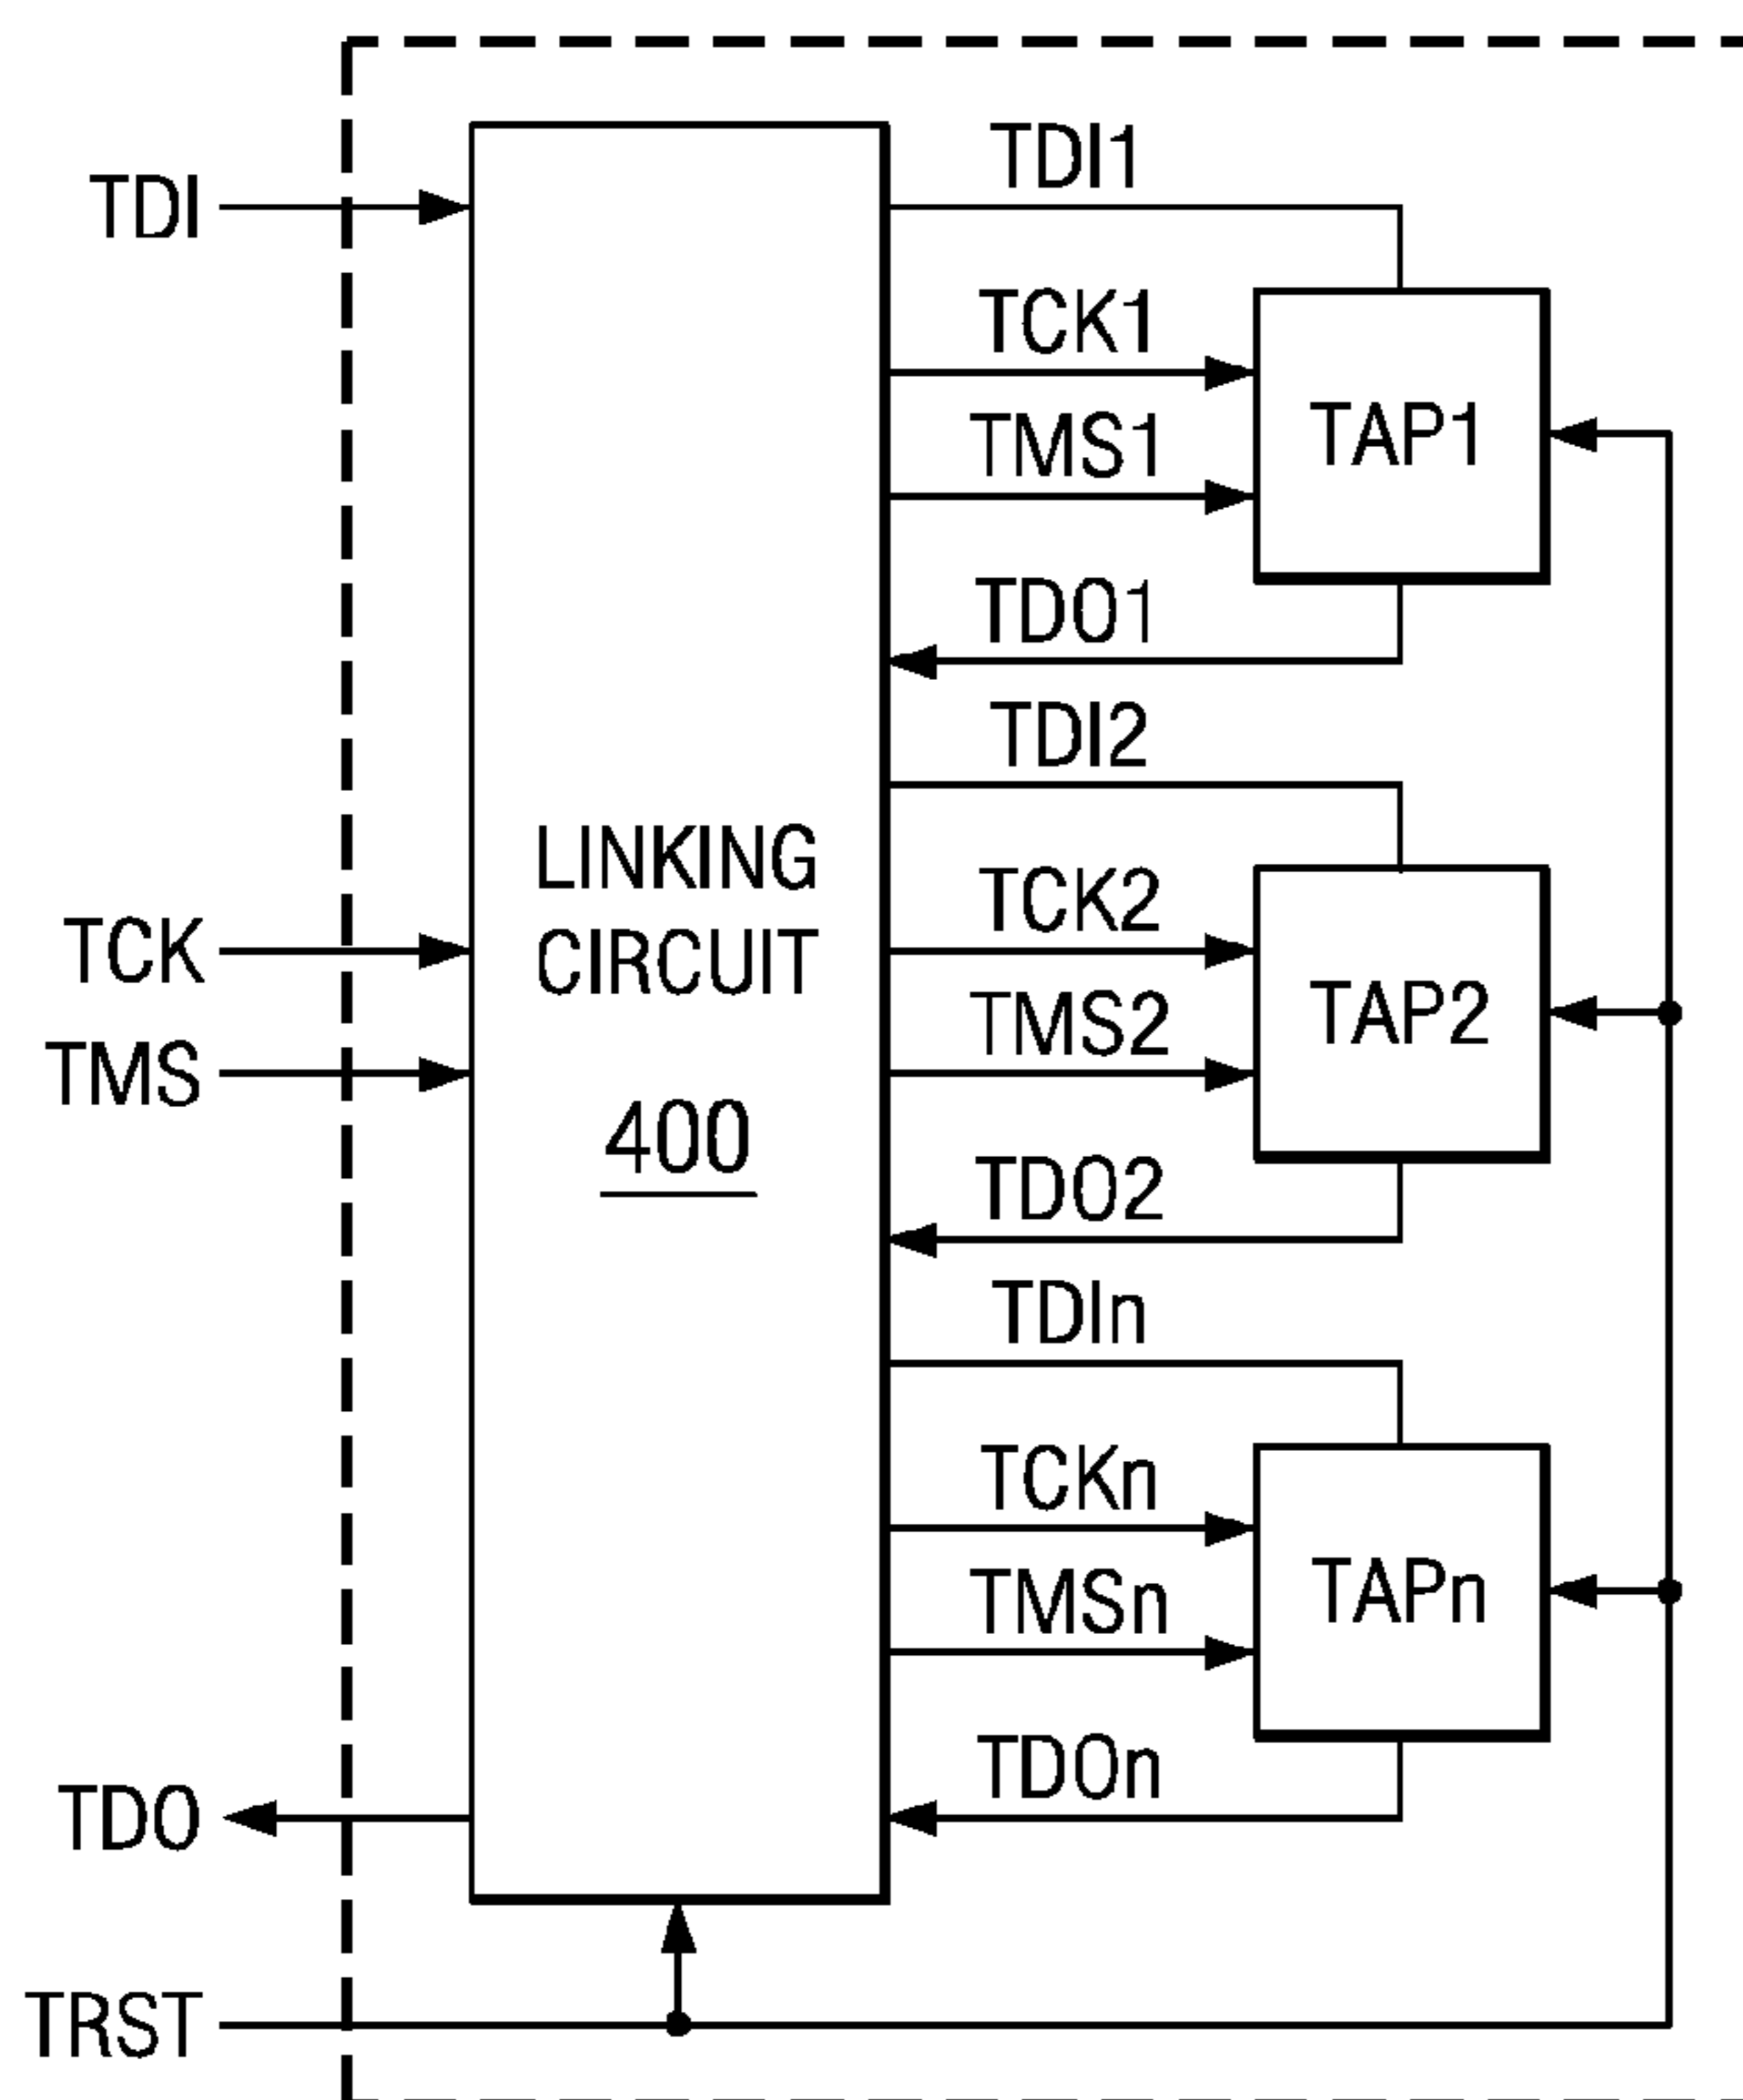 TDI
TCK
TMS
TDO
TRST
LINKING
CIRCUIT
400
TDI1
TCK1
TMS1
TDO1
TAP1
TDI2
TCK2
TMS2
TDO2
TAP2
TDIn
TCKn
TMSn
TDOn
TAPn